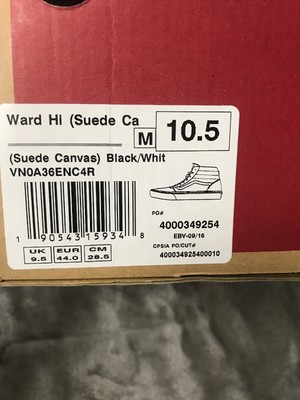 Ward Hi (Suede Ca
M 10.5
(Suede Canvas) Black/Whit
VN0A36ENC4R
PO#
4000349254
EBV-09/16
CPSIA PO/CUT#
400034925400010
1 90543 15934 8
UK EUR CM
9.5 44.0 28.5